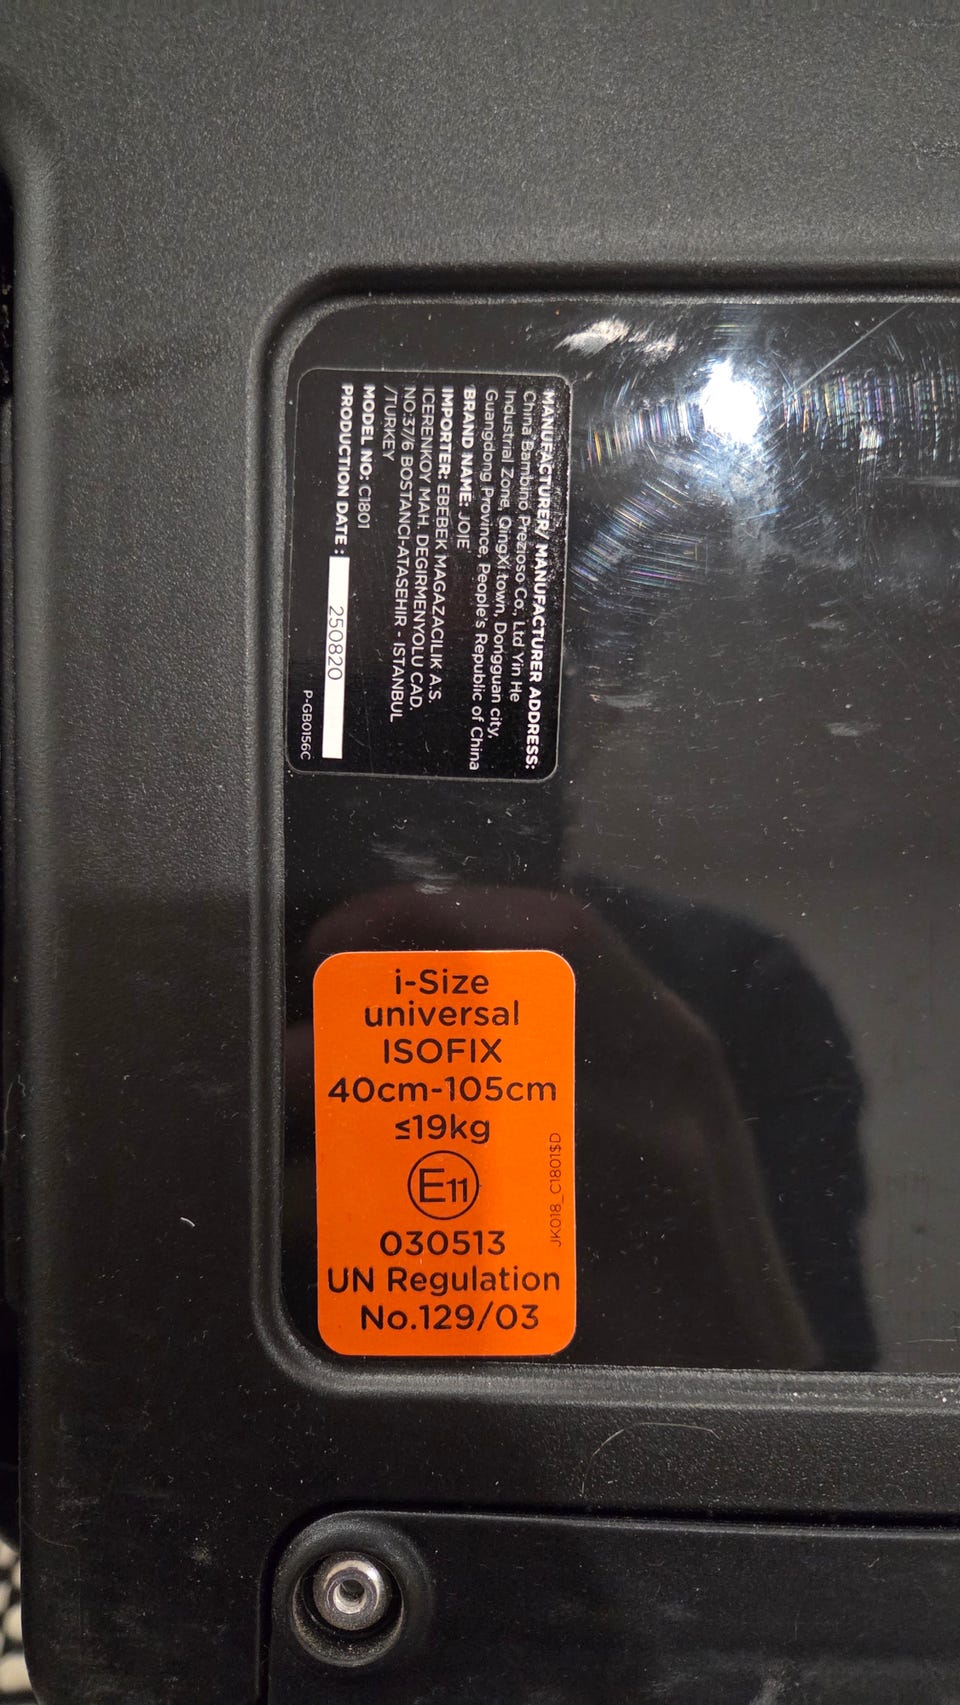 MANUFACTURER/ MANUFACTURER ADDRESS:
China Bambino Prezioso Co., Ltd Yin He
Industrial Zone, QingXi town, Dongguan city,
Guangdong Province, People's Republic of China
BRAND NAME: JOIE
IMPORTER: EBEBEK MAGAZACILIK A.S.
ICERENKOY MAH. DEGIRMENYOLU CAD.
NO:37/6 BOSTANCI-ATASEHIR - ISTANBUL
/TURKEY
MODEL NO: C1801
PRODUCTION DATE : 250820
P-GB0156C
i-Size
universal
ISOFIX
40cm-105cm
≤19kg
E11
030513
UN Regulation
No.129/03
JK018_C1801$D